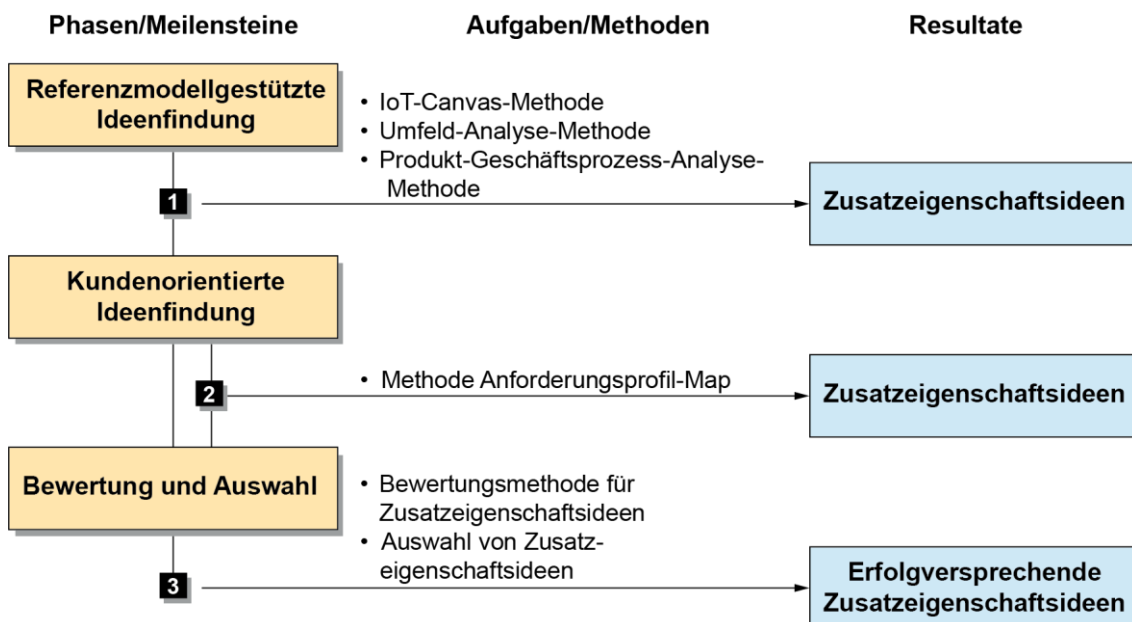 Phasen/Meilensteine
Aufgaben/Methoden
Resultate
Referenzmodellgestützte
Ideenfindung
• IoT-Canvas-Methode
• Umfeld-Analyse-Methode
• Produkt-Geschäftsprozess-Analyse-
Methode
1
Zusatzeigenschaftsideen
Kundenorientierte
Ideenfindung
• Methode Anforderungsprofil-Map
2
Zusatzeigenschaftsideen
Bewertung und Auswahl
• Bewertungsmethode für
Zusatzeigenschaftsideen
• Auswahl von Zusatz-
eigenschaftsideen
3
Erfolgversprechende
Zusatzeigenschaftsideen